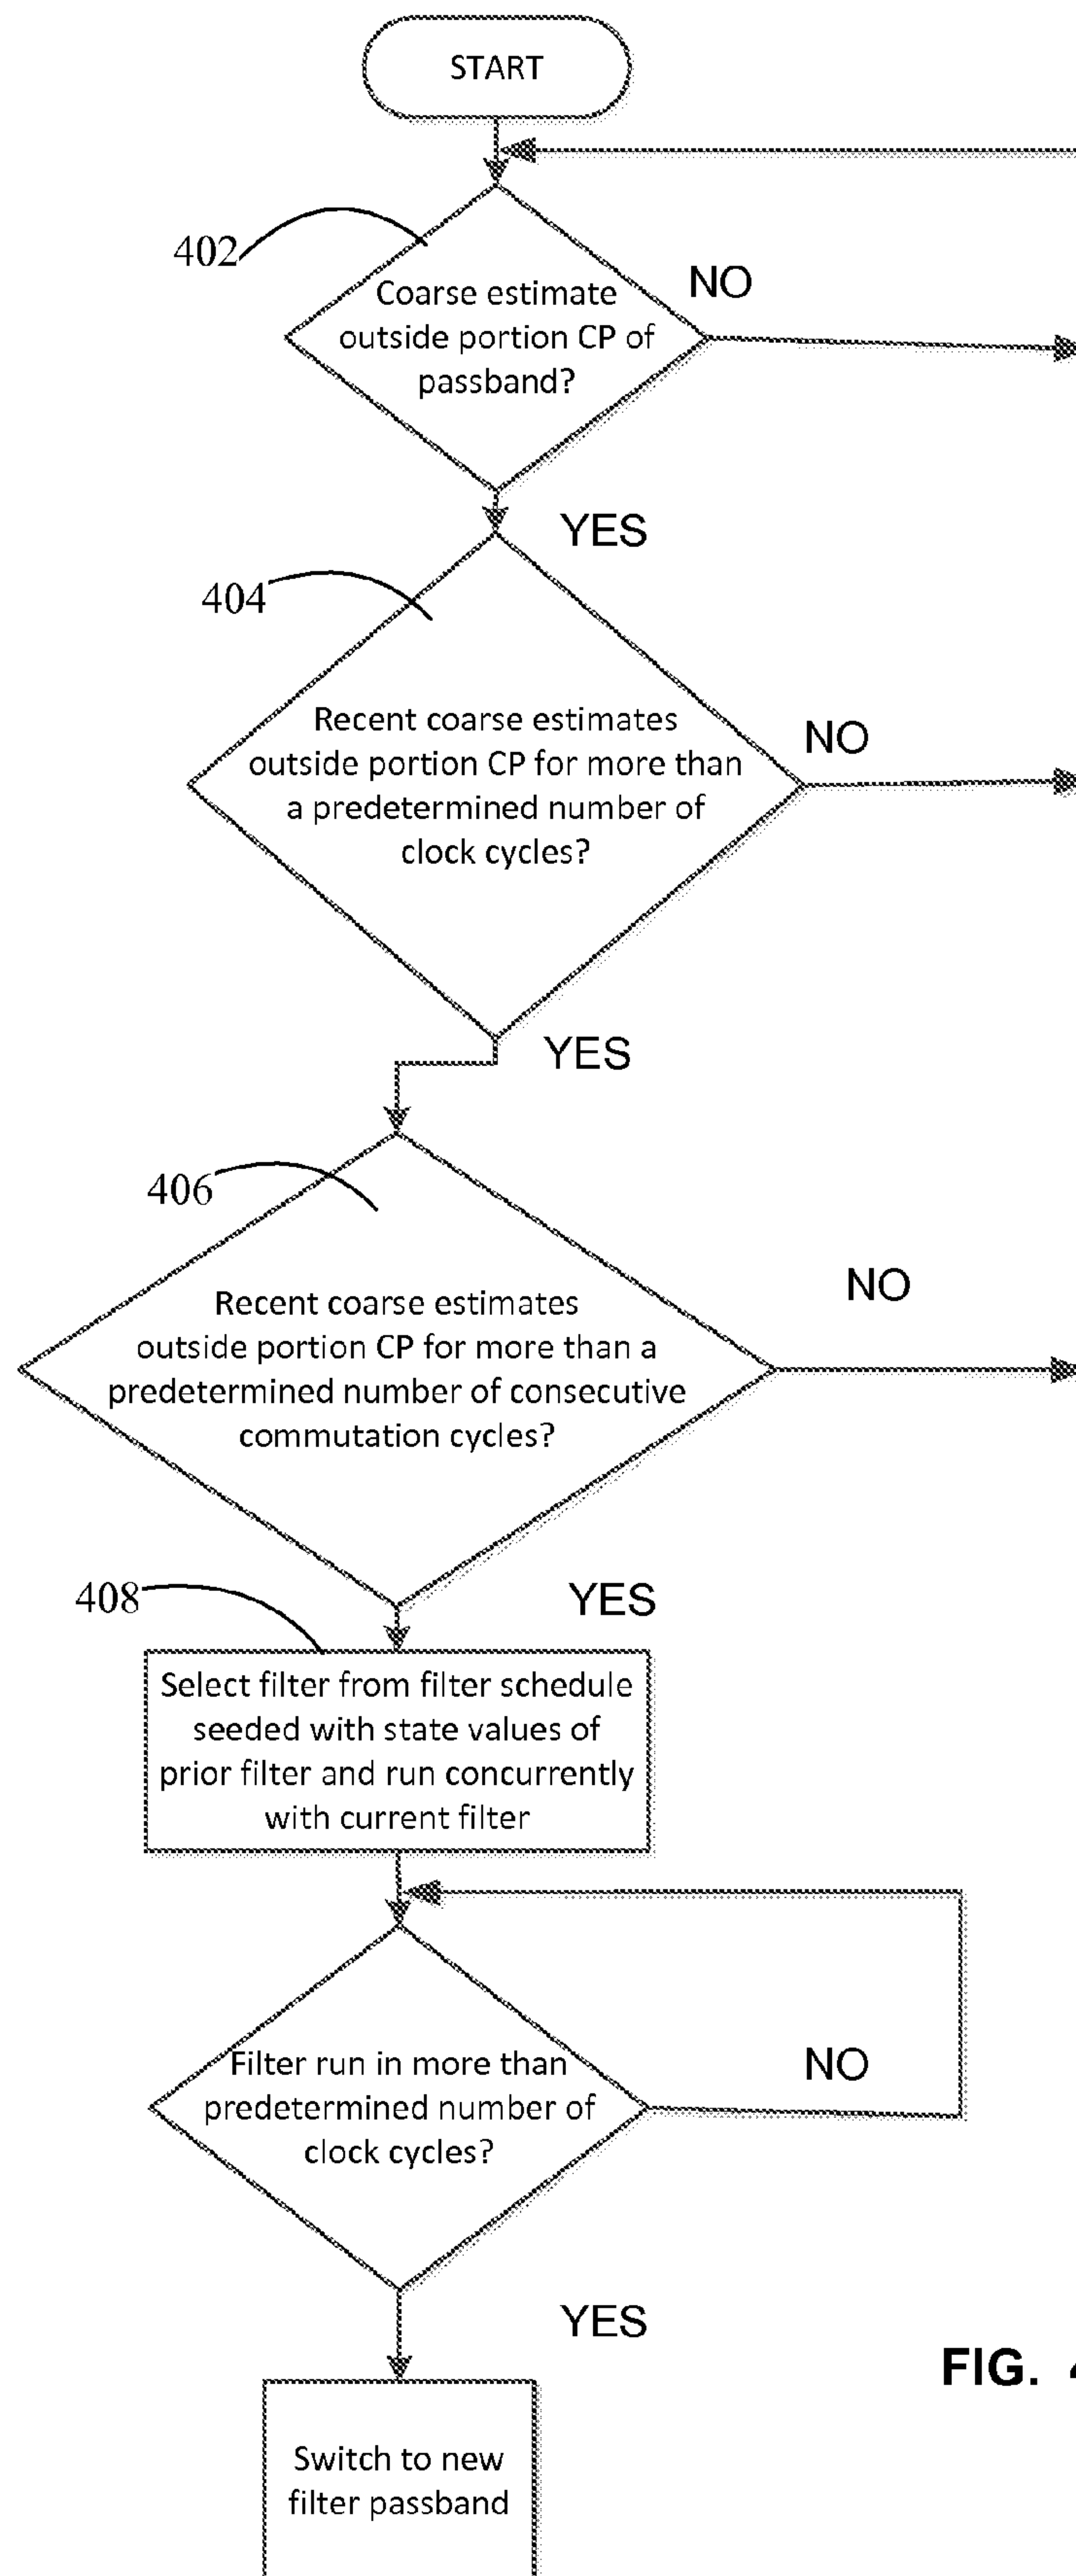 START
402
Coarse estimate
outside portion CP of
passband?
NO
YES
404
Recent coarse estimates
outside portion CP for more than
a predetermined number of
clock cycles?
NO
YES
406
Recent coarse estimates
outside portion CP for more than a
predetermined number of consecutive
commutation cycles?
NO
YES
408
Select filter from filter schedule
seeded with state values of
prior filter and run concurrently
with current filter
Filter run in more than
predetermined number of
clock cycles?
NO
YES
FIG. 4
Switch to new
filter passband